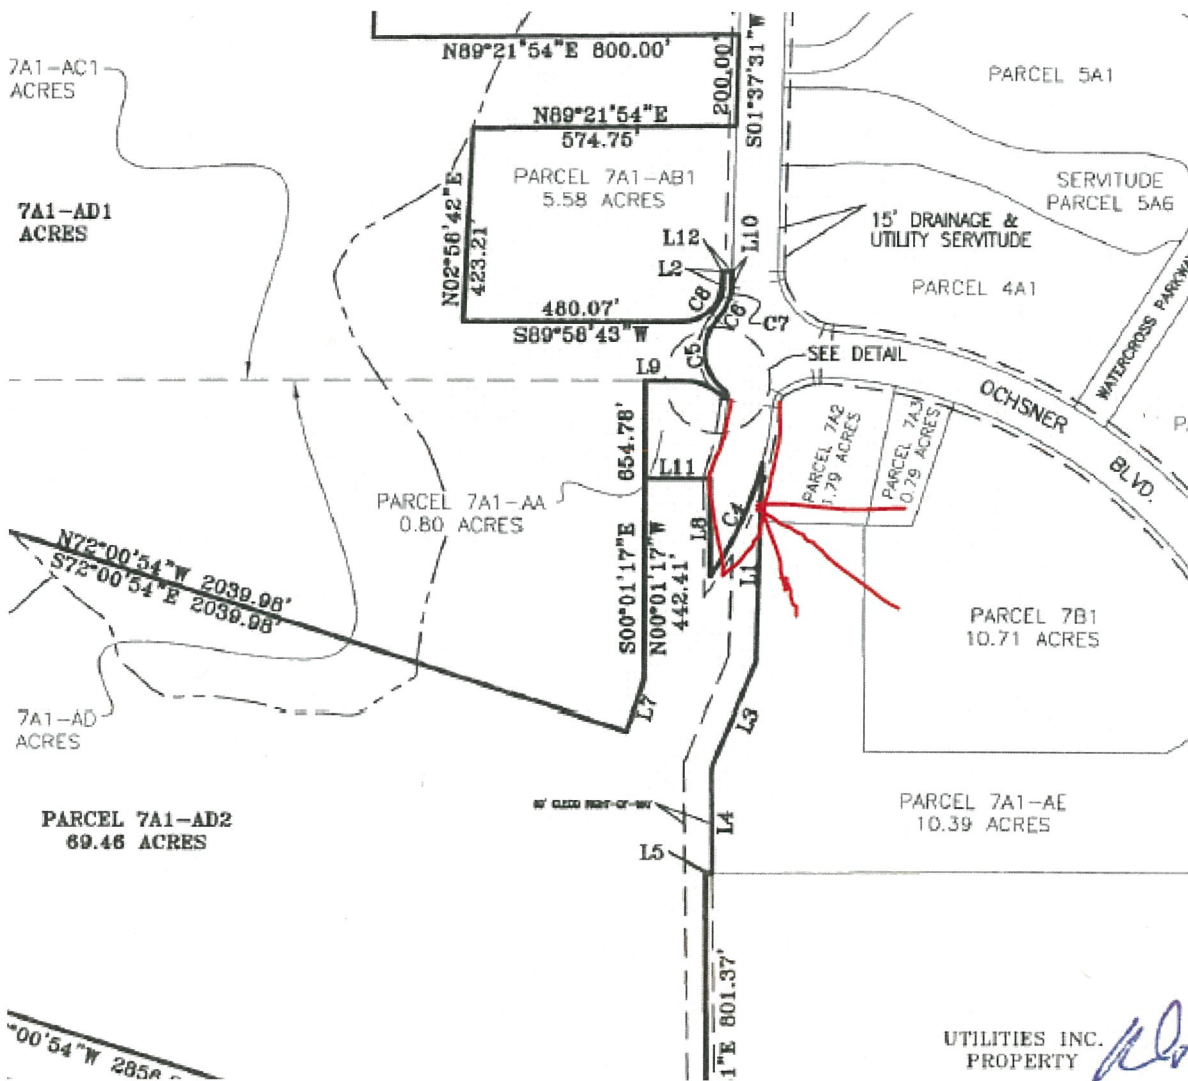 N89°21'54"E 800.00'
200.00'
S01°37'31"W
7A1-AC1
ACRES
PARCEL 5A1
N89°21'54"E
574.75'
PARCEL 7A1-AB1
5.58 ACRES
SERVITUDE
PARCEL 5A6
7A1-AD1
ACRES
N02°56'42"E
423.21'
15' DRAINAGE &
UTILITY SERVITUDE
L12
L10
L2
PARCEL 4A1
WATERCROSS PARKWAY
480.07'
S89°58'43"W
C8
C6
C7
C5
SEE DETAIL
L9
OCHSNER
BLVD.
PARCEL 7A2
1.79 ACRES
PARCEL 7A3
0.79 ACRES
654.78'
L11
PARCEL 7A1-AA
0.80 ACRES
L8
C4
L1
N72°00'54"W 2039.98'
S72°00'54"E 2039.98'
S00°01'17"E
N00°01'17"W
442.41'
PARCEL 7B1
10.71 ACRES
7A1-AD
ACRES
L7
L3
PARCEL 7A1-AD2
69.46 ACRES
L4
PARCEL 7A1-AE
10.39 ACRES
L5
1"E 801.37'
°00'54"W 2856
UTILITIES INC.
PROPERTY